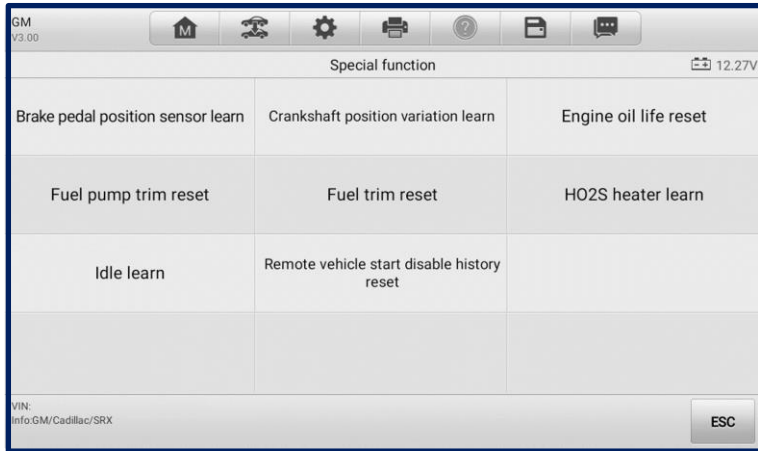 GM
V3.00
M
?
Special function
12.27V
Brake pedal position sensor learn
Crankshaft position variation learn
Engine oil life reset
Fuel pump trim reset
Fuel trim reset
HO2S heater learn
Idle learn
Remote vehicle start disable history
reset
VIN:
Info:GM/Cadillac/SRX
ESC